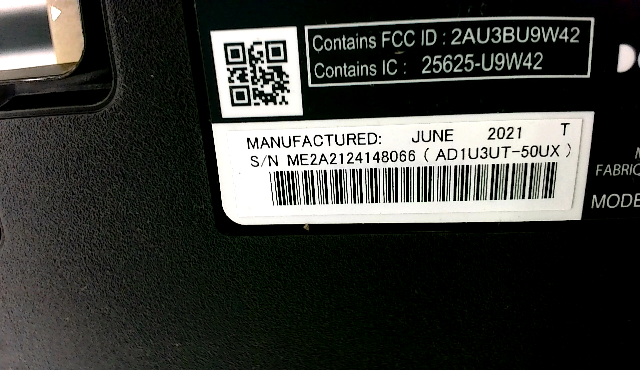 Contains FCC ID : 2AU3BU9W42
Contains IC : 25625-U9W42
MANUFACTURED: JUNE 2021 T
S/N ME2A2124148066 ( AD1U3UT-50UX )